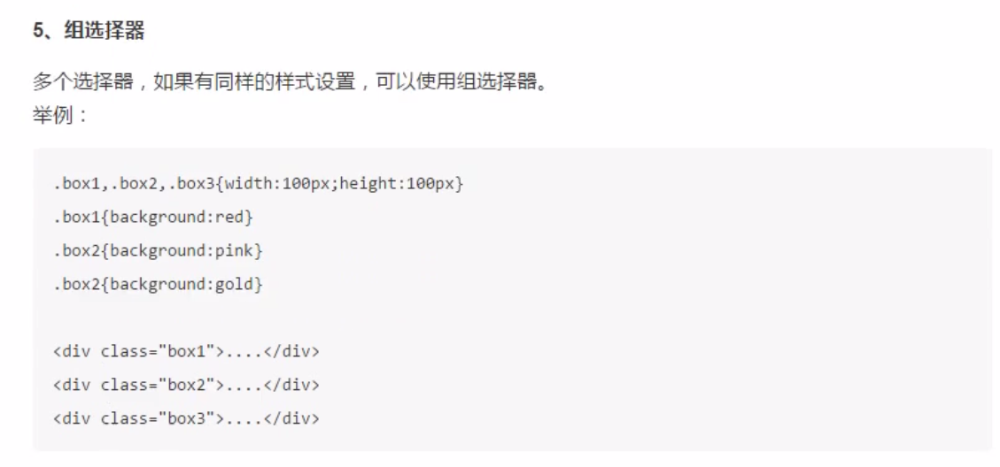 5、组选择器
多个选择器，如果有同样的样式设置，可以使用组选择器。
举例：
.box1,.box2,.box3{width:100px;height:100px}
.box1{background:red}
.box2{background:pink}
.box2{background:gold}
<div class="box1">....</div>
<div class="box2">....</div>
<div class="box3">....</div>